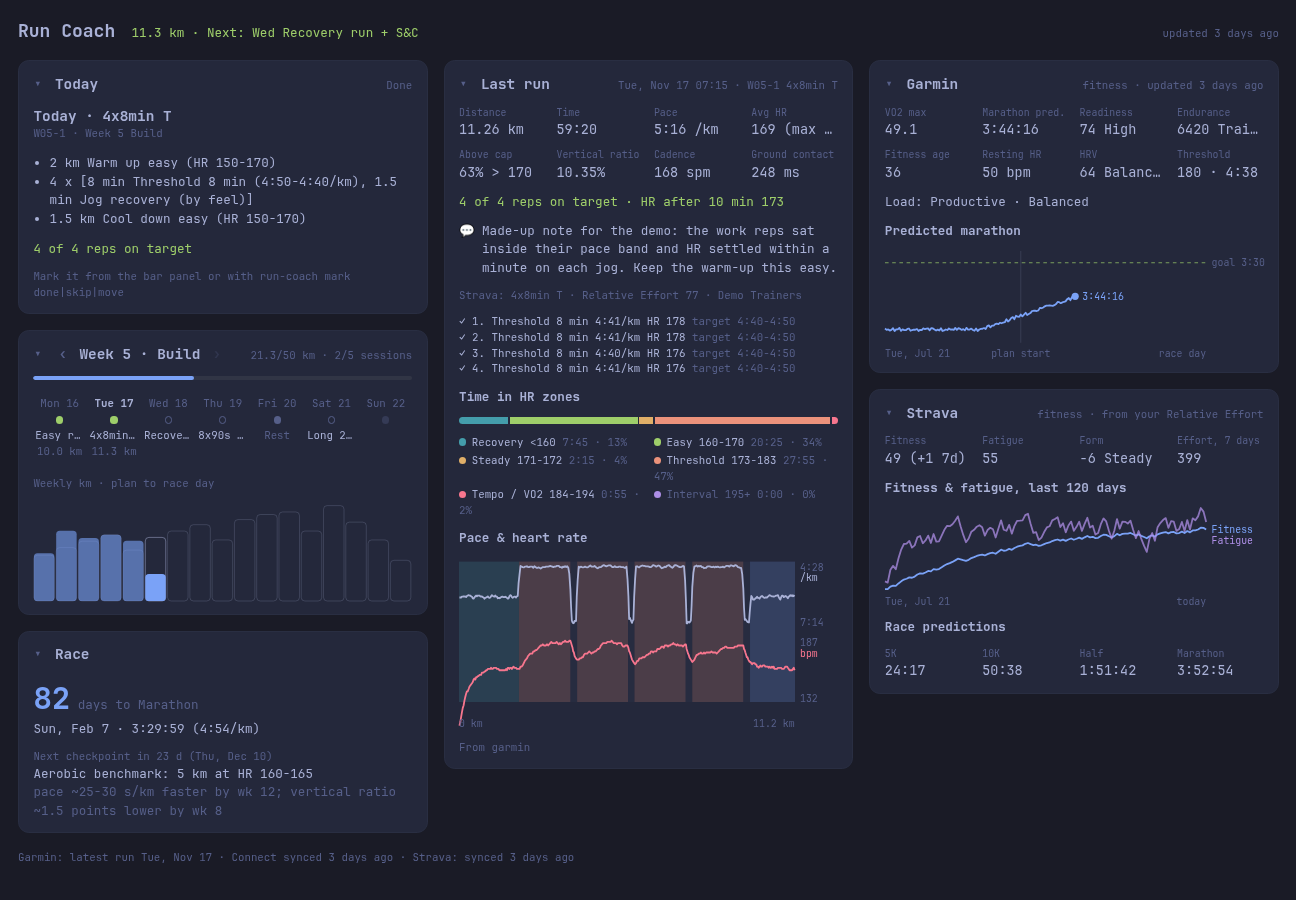 Run Coach 11.3 km · Next: Wed Recovery run + S&C
updated 3 days ago
Today
Done
Today · 4x8min T
W05-1 · Week 5 Build
• 2 km Warm up easy (HR 150-170)
• 4 x [8 min Threshold 8 min (4:50-4:40/km), 1.5
min Jog recovery (by feel)]
• 1.5 km Cool down easy (HR 150-170)
4 of 4 reps on target
Mark it from the bar panel or with run-coach mark
done|skip|move
‹ Week 5 · Build ›
21.3/50 km · 2/5 sessions
Mon 16 Tue 17 Wed 18 Thu 19 Fri 20 Sat 21 Sun 22
Easy r… 4x8min… Recove… 8x90s … Rest Long 2…
10.0 km 11.3 km
Weekly km · plan to race day
Race
82 days to Marathon
Sun, Feb 7 · 3:29:59 (4:54/km)
Next checkpoint in 23 d (Thu, Dec 10)
Aerobic benchmark: 5 km at HR 160-165
pace ~25-30 s/km faster by wk 12; vertical ratio
~1.5 points lower by wk 8
Last run
Tue, Nov 17 07:15 · W05-1 4x8min T
Distance Time Pace Avg HR
11.26 km 59:20 5:16 /km 169 (max …
Above cap Vertical ratio Cadence Ground contact
63% > 170 10.35% 168 spm 248 ms
4 of 4 reps on target · HR after 10 min 173
💬 Made-up note for the demo: the work reps sat
inside their pace band and HR settled within a
minute on each jog. Keep the warm-up this easy.
Strava: 4x8min T · Relative Effort 77 · Demo Trainers
✓ 1. Threshold 8 min 4:41/km HR 178 target 4:40-4:50
✓ 2. Threshold 8 min 4:41/km HR 178 target 4:40-4:50
✓ 3. Threshold 8 min 4:40/km HR 176 target 4:40-4:50
✓ 4. Threshold 8 min 4:41/km HR 176 target 4:40-4:50
Time in HR zones
Recovery <160 7:45 · 13%
Easy 160-170 20:25 · 34%
Steady 171-172 2:15 · 4%
Threshold 173-183 27:55 ·
47%
Tempo / VO2 184-194 0:55 ·
2%
Interval 195+ 0:00 · 0%
Pace & heart rate
4:28
/km
7:14
187
bpm
132
0 km
11.2 km
From garmin
Garmin
fitness · updated 3 days ago
VO2 max Marathon pred. Readiness Endurance
49.1 3:44:16 74 High 6420 Trai…
Fitness age Resting HR HRV Threshold
36 50 bpm 64 Balanc… 180 · 4:38
Load: Productive · Balanced
Predicted marathon
goal 3:30
3:44:16
Tue, Jul 21 plan start race day
Strava
fitness · from your Relative Effort
Fitness Fatigue Form Effort, 7 days
49 (+1 7d) 55 -6 Steady 399
Fitness & fatigue, last 120 days
Fitness
Fatigue
Tue, Jul 21 today
Race predictions
5K 10K Half Marathon
24:17 50:38 1:51:42 3:52:54
Garmin: latest run Tue, Nov 17 · Connect synced 3 days ago · Strava: synced 3 days ago